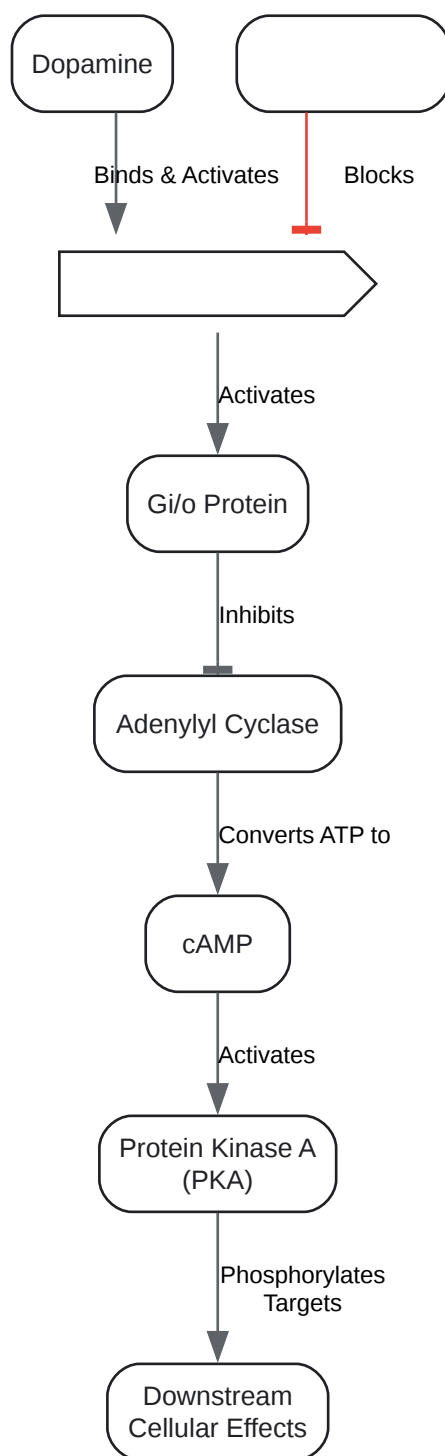 Dopamine
Binds & Activates
Blocks
Activates
Gi/o Protein
Inhibits
Adenylyl Cyclase
Converts ATP to
cAMP
Activates
Protein Kinase A
(PKA)
Phosphorylates
Targets
Downstream
Cellular Effects